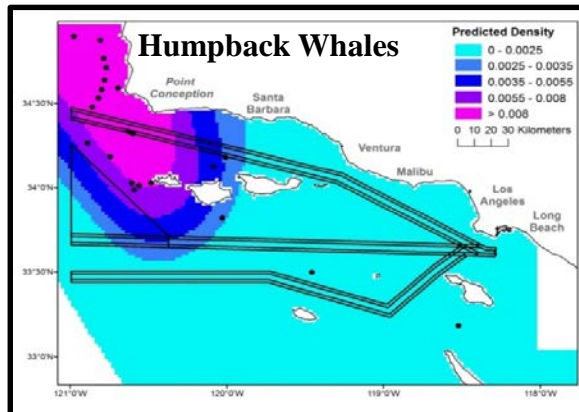 Humpback Whales
Predicted Density
0 - 0.0025
0.0025 - 0.0035
0.0035 - 0.0055
0.0055 - 0.008
> 0.008
0 10 20 30 Kilometers
Point
Conception
Santa
Barbara
Ventura
Malibu
Los
Angeles
Long
Beach
34°30'N
34°0'N
33°30'N
33°0'N
121°0'W
120°0'W
119°0'W
118°0'W